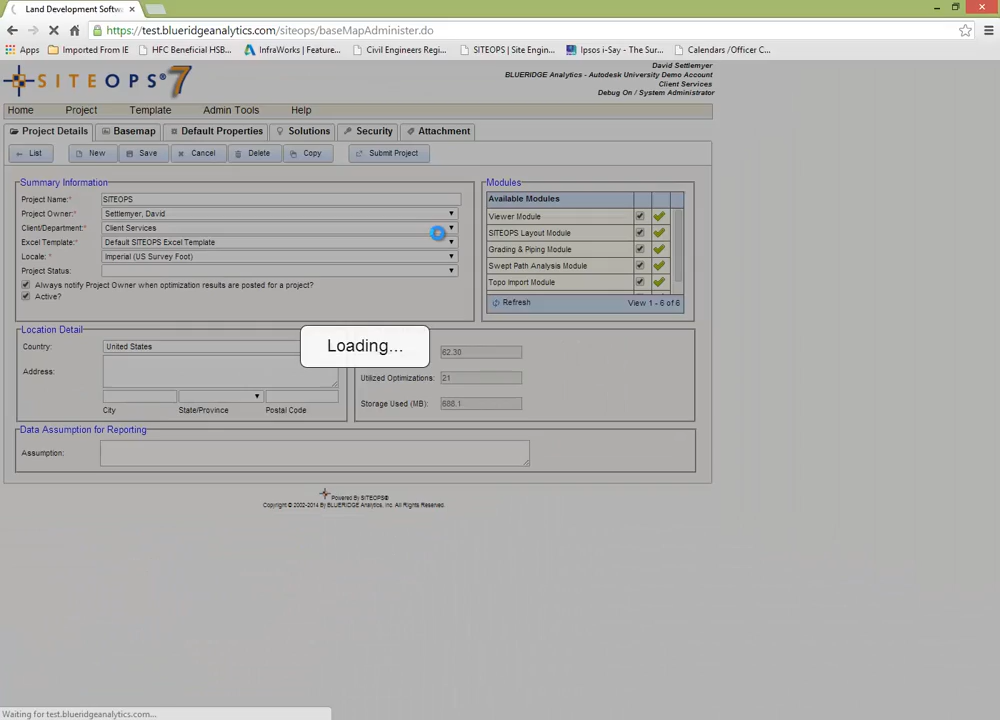 Land Development Softw
https://test.blueridgeanalytics.com/siteops/baseMapAdminister.do
Apps Imported From IE HFC Beneficial HSB... InfraWorks | Feature... Civil Engineers Regi... SITEOPS | Site Engin... Ipsos i-Say - The Sur... Calendars /Officer C...
SITEOPS® 7
David Settlemyer
BLUERIDGE Analytics - Autodesk University Demo Account
Client Services
Debug On / System Administrator
Home Project Template Admin Tools Help
Project Details Basemap Default Properties Solutions Security Attachment
List New Save Cancel Delete Copy Submit Project
Summary Information
Project Name:* SITEOPS
Project Owner:* Settlemyer, David
Client/Department:* Client Services
Excel Template:* Default SITEOPS Excel Template
Locale: * Imperial (US Survey Foot)
Project Status:
Always notify Project Owner when optimization results are posted for a project?
Active?
Modules
Available Modules
Viewer Module
SITEOPS Layout Module
Grading & Piping Module
Swept Path Analysis Module
Topo Import Module
Refresh View 1 - 6 of 6
Location Detail
Country: United States
Address:
City State/Province Postal Code
Loading...
62.30
Utilized Optimizations: 21
Storage Used (MB): 688.1
Data Assumption for Reporting
Assumption:
Powered By SITEOPS®
Copyright © 2002-2014 By BLUERIDGE Analytics, Inc. All Rights Reserved.
Waiting for test.blueridgeanalytics.com...